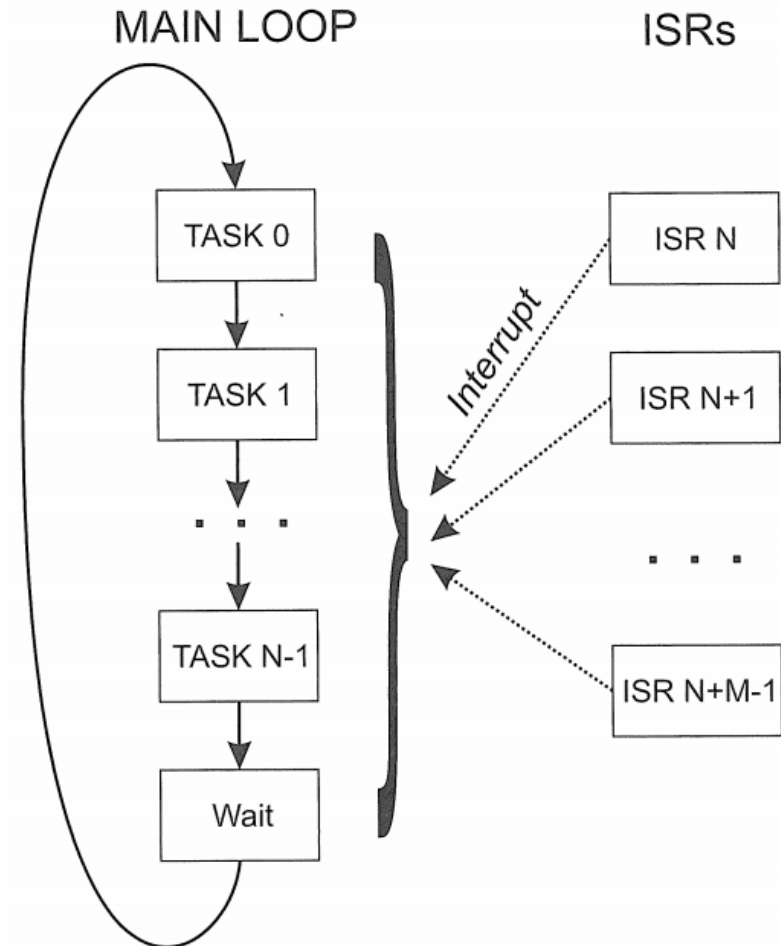 MAIN LOOP
ISRs
TASK 0
ISR N
Interrupt
TASK 1
ISR N+1
. . .
. . .
TASK N-1
ISR N+M-1
Wait